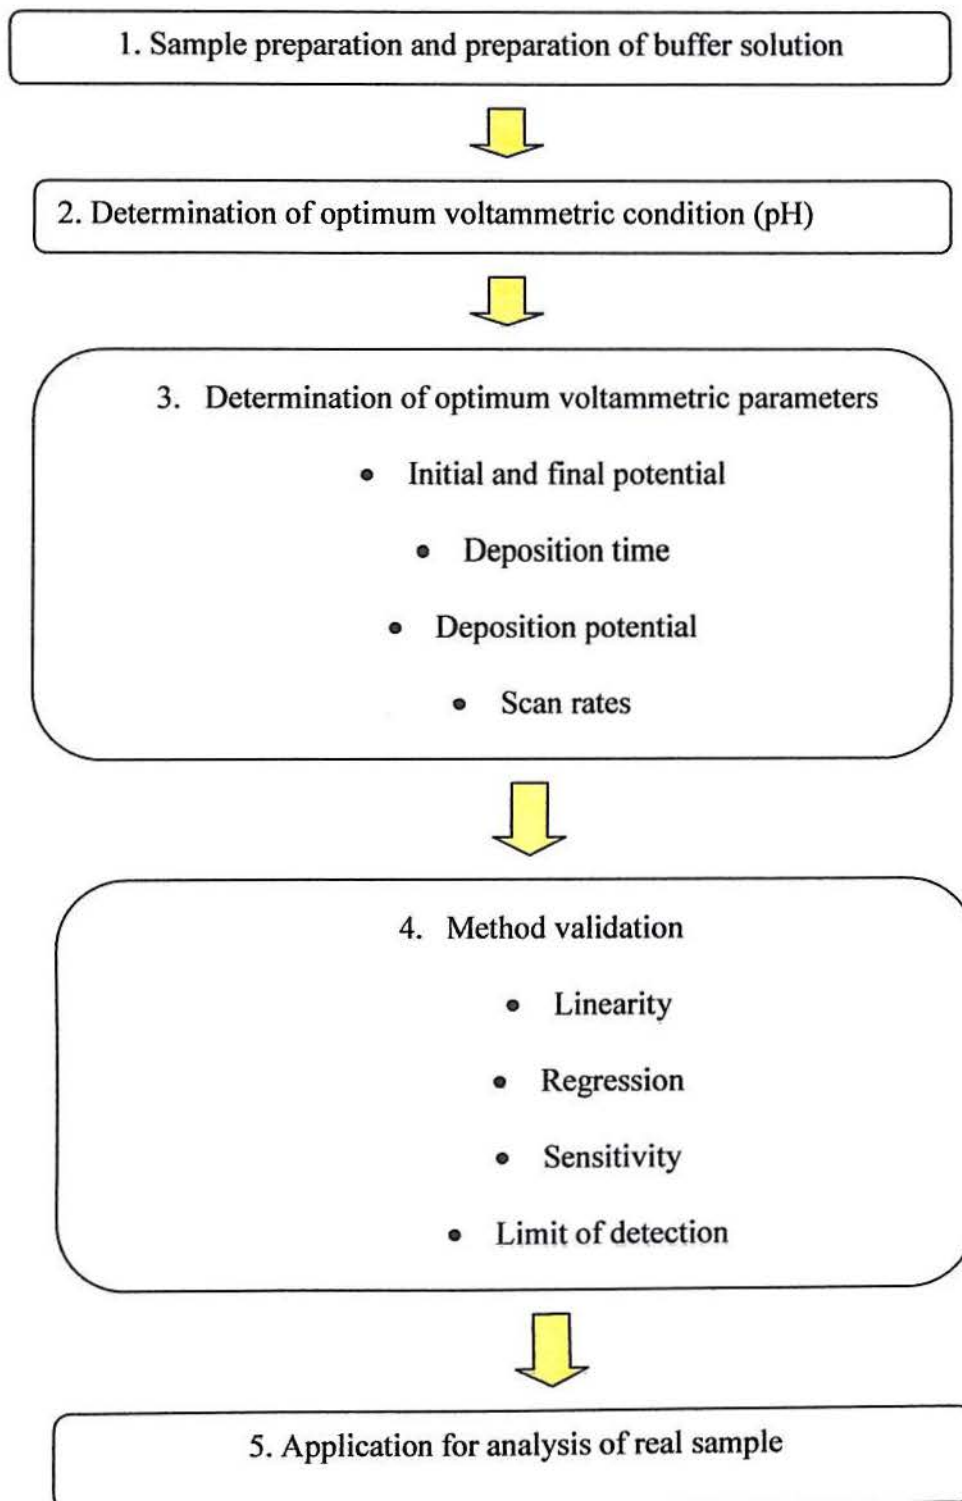 1. Sample preparation and preparation of buffer solution
2. Determination of optimum voltammetric condition (pH)
3. Determination of optimum voltammetric parameters
• Initial and final potential
• Deposition time
• Deposition potential
• Scan rates
4. Method validation
• Linearity
• Regression
• Sensitivity
• Limit of detection
5. Application for analysis of real sample